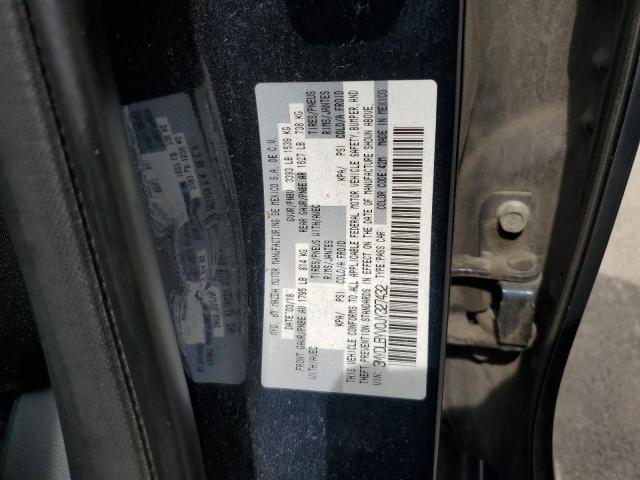 MFG. BY MAZDA MOTOR MANUFACTURING DE MEXICO S.A. DE C.V.
DATE:03/18 GVWR/PNBV 3393 LB 1539 KG
FRONT GAWR/PNBE AV 1795 LB 814 KG REAR GAWR/PNBE AR 1627 LB 738 KG
WITH/AVEC TIRES/PNEUS WITH/AVEC TIRES/PNEUS
RIMS/JANTES RIMS/JANTES
KPA/ PSI COLD/A FROID KPA/ PSI COLD/A FROID
THIS VEHICLE CONFORMS TO ALL APPLICABLE FEDERAL MOTOR VEHICLE SAFETY, BUMPER, AND
THEFT PREVENTION STANDARDS IN EFFECT ON THE DATE OF MANUFACTURE SHOWN ABOVE.
VIN: TYPE:PASS CAR COLOR CODE:42M MADE IN MEXICO